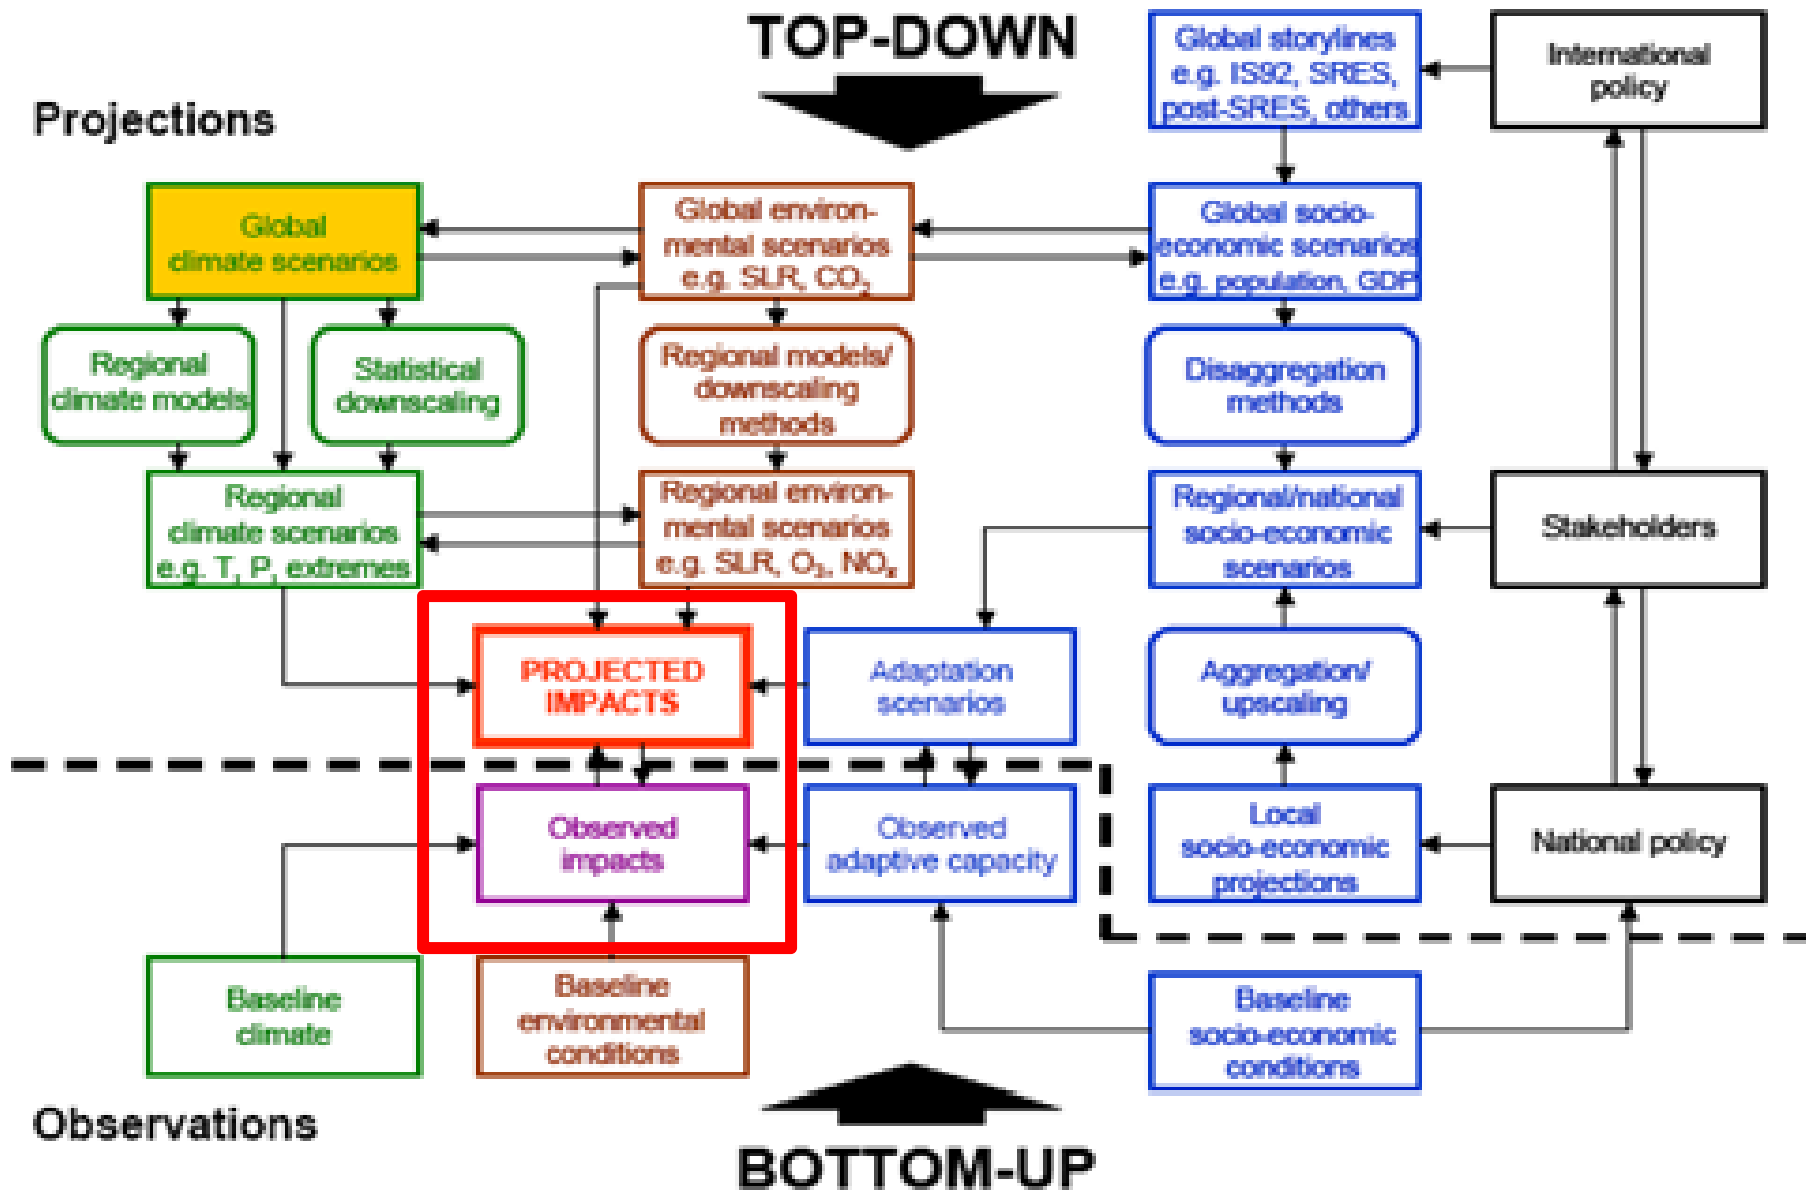 TOP-DOWN
Projections
Global storylines
e.g. IS92, SRES,
post-SRES, others
International
policy
Global
climate scenarios
Global environ-
mental scenarios
e.g. SLR, CO₂
Global socio-
economic scenarios
e.g. population, GDP
Regional
climate models
Statistical
downscaling
Regional models/
downscaling
methods
Disaggregation
methods
Regional
climate scenarios
e.g. T, P, extremes
Regional environ-
mental scenarios
e.g. SLR, O₃, NOₓ
Regional/national
socio-economic
scenarios
Stakeholders
PROJECTED
IMPACTS
Adaptation
scenarios
Aggregation/
upscaling
Observed
impacts
Observed
adaptive capacity
Local
socio-economic
projections
National policy
Baseline
climate
Baseline
environmental
conditions
Baseline
socio-economic
conditions
Observations
BOTTOM-UP